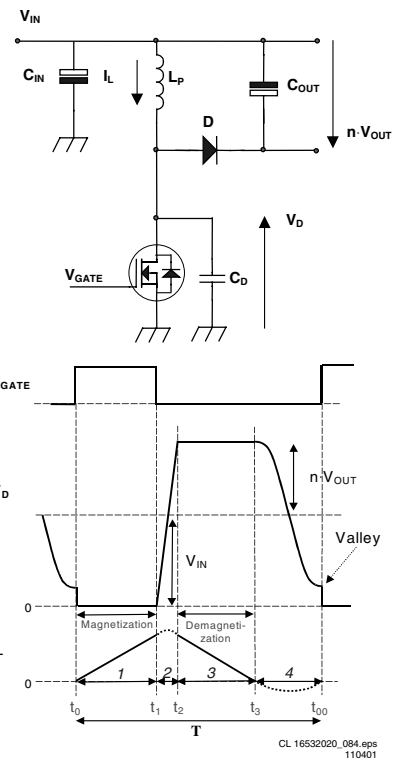 V_IN
C_IN
I_L
L_P
C_OUT
D
n·V_OUT
V_D
V_GATE
C_D
GATE
n·V_OUT
D
V_IN
Valley
0
Magnetization
Demagneti-
zation
0
1 2 3 4
t_0 t_1 t_2 t_3 t_00
T
CL 16532020_084.eps
110401